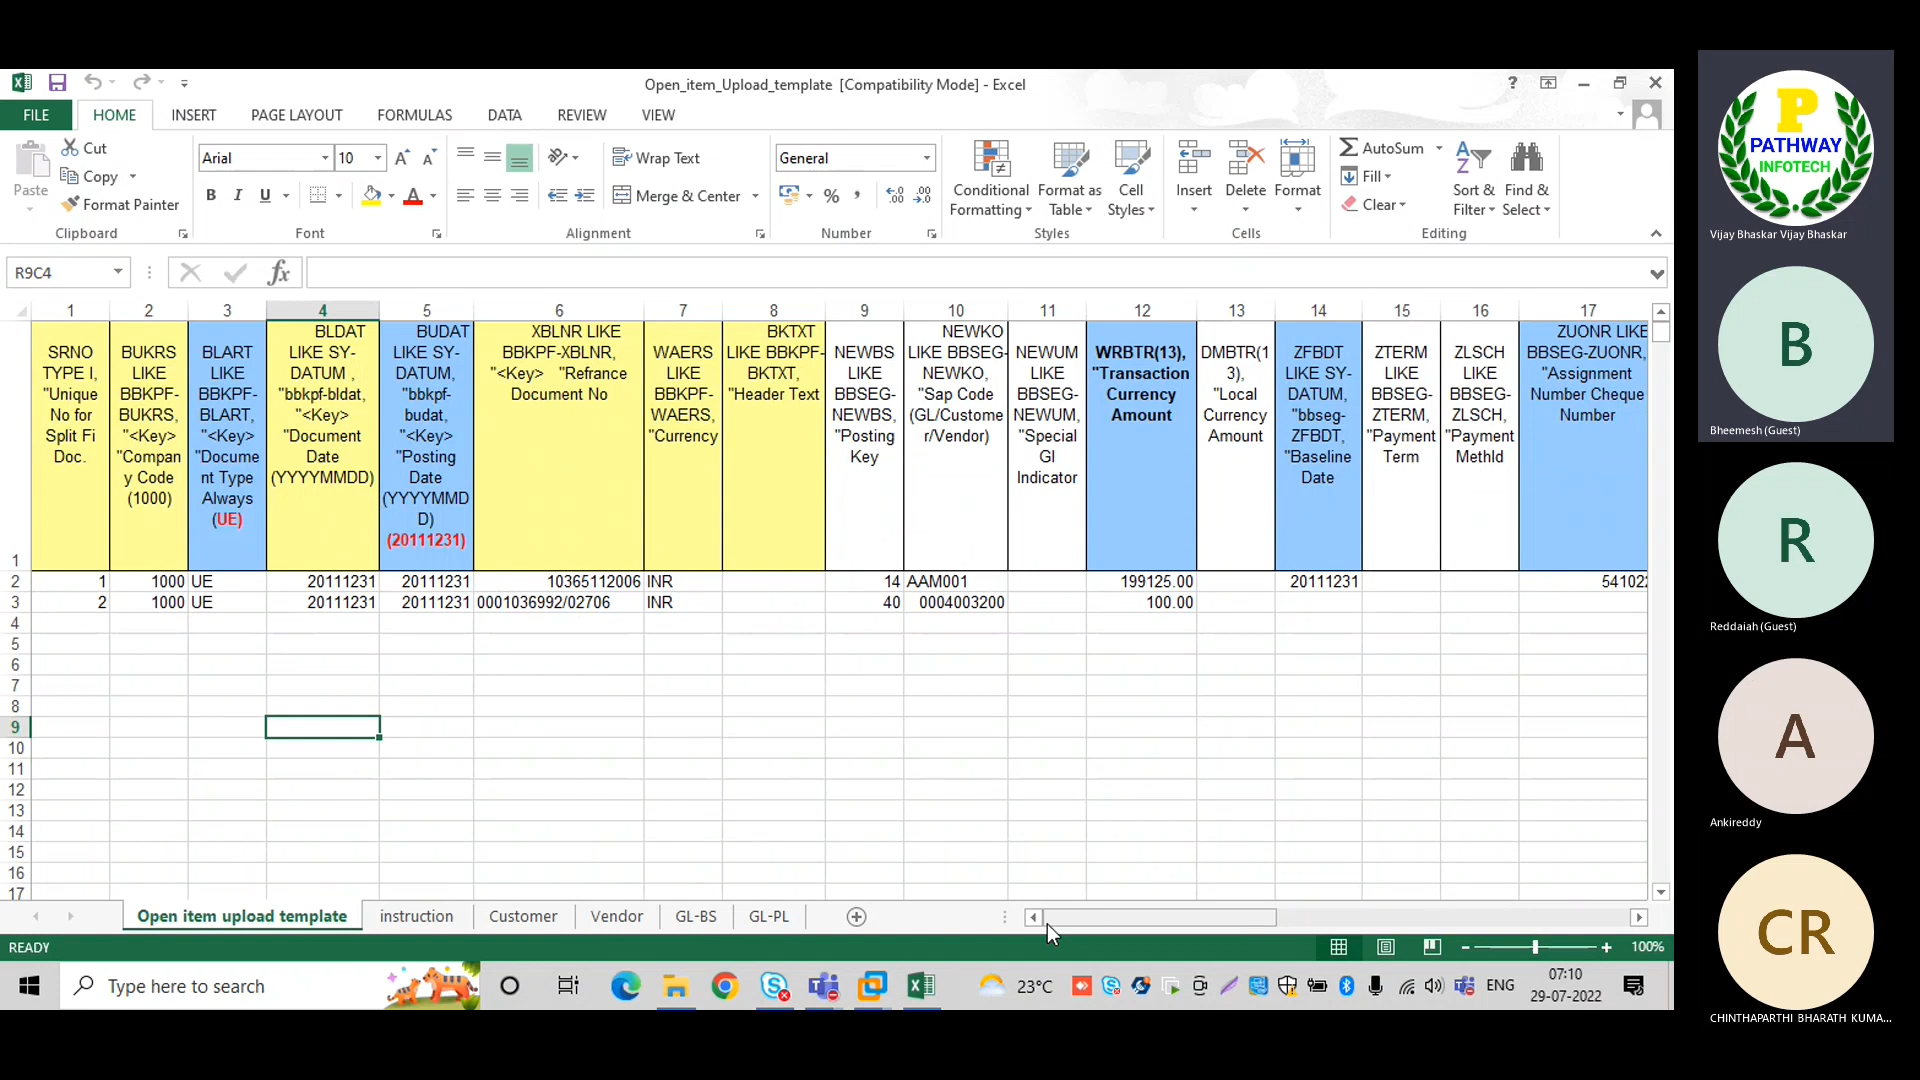 Open_item_Upload_template [Compatibility Mode] - Excel
FILE HOME INSERT PAGE LAYOUT FORMULAS DATA REVIEW VIEW
Paste
Cut
Copy
Format Painter
Clipboard
Arial 10
B I U
Font
Wrap Text
Merge & Center
Alignment
General
%
Number
Conditional Formatting
Format as Table
Cell Styles
Styles
Insert
Delete
Format
Cells
AutoSum
Fill
Clear
Sort & Filter
Find & Select
Editing
R9C4
fx
1 2 3 4 5 6 7 8 9 10 11 12 13 14 15 16 17
SRNO TYPE I, "Unique No for Split Fi Doc.
BUKRS LIKE BBKPF-BUKRS, "<Key> "Company Code (1000)
BLART LIKE BBKPF-BLART, "<Key> "Document Type Always (UE)
BLDAT LIKE SY-DATUM , "bbkpf-bldat, "<Key> "Document Date (YYYYMMDD)
BUDAT LIKE SY-DATUM, "bbkpf-budat, "<Key> "Posting Date (YYYYMMDD) (20111231)
XBLNR LIKE BBKPF-XBLNR, "<Key> "Refrance Document No
WAERS LIKE BBKPF-WAERS, "Currency
BKTXT LIKE BBKPF-BKTXT, "Header Text
NEWBS LIKE BBSEG-NEWBS, "Posting Key
NEWKO LIKE BBSEG-NEWKO, "Sap Code (GL/Customer/Vendor)
NEWUM LIKE BBSEG-NEWUM, "Special Gl Indicator
WRBTR(13), "Transaction Currency Amount
DMBTR(13), "Local Currency Amount
ZFBDT LIKE SY-DATUM, "bbseg-ZFBDT, "Baseline Date
ZTERM LIKE BBSEG-ZTERM, "Payment Term
ZLSCH LIKE BBSEG-ZLSCH, "Payment Methld
ZUONR LIKE BBSEG-ZUONR, "Assignment Number Cheque Number
1
2 1 1000 UE 20111231 20111231 10365112006 INR 14 AAM001 199125.00 20111231 54102
3 2 1000 UE 20111231 20111231 0001036992/02706 INR 40 0004003200 100.00
4
5
6
7
8
9
10
11
12
13
14
15
16
17
Open item upload template instruction Customer Vendor GL-BS GL-PL
READY
100%
Type here to search
23°C
ENG
07:10
29-07-2022
P
PATHWAY
INFOTECH
Vijay Bhaskar Vijay Bhaskar
B
Bheemesh (Guest)
R
Reddaiah (Guest)
A
Ankireddy
CR
CHINTHAPARTHI BHARATH KUMA...